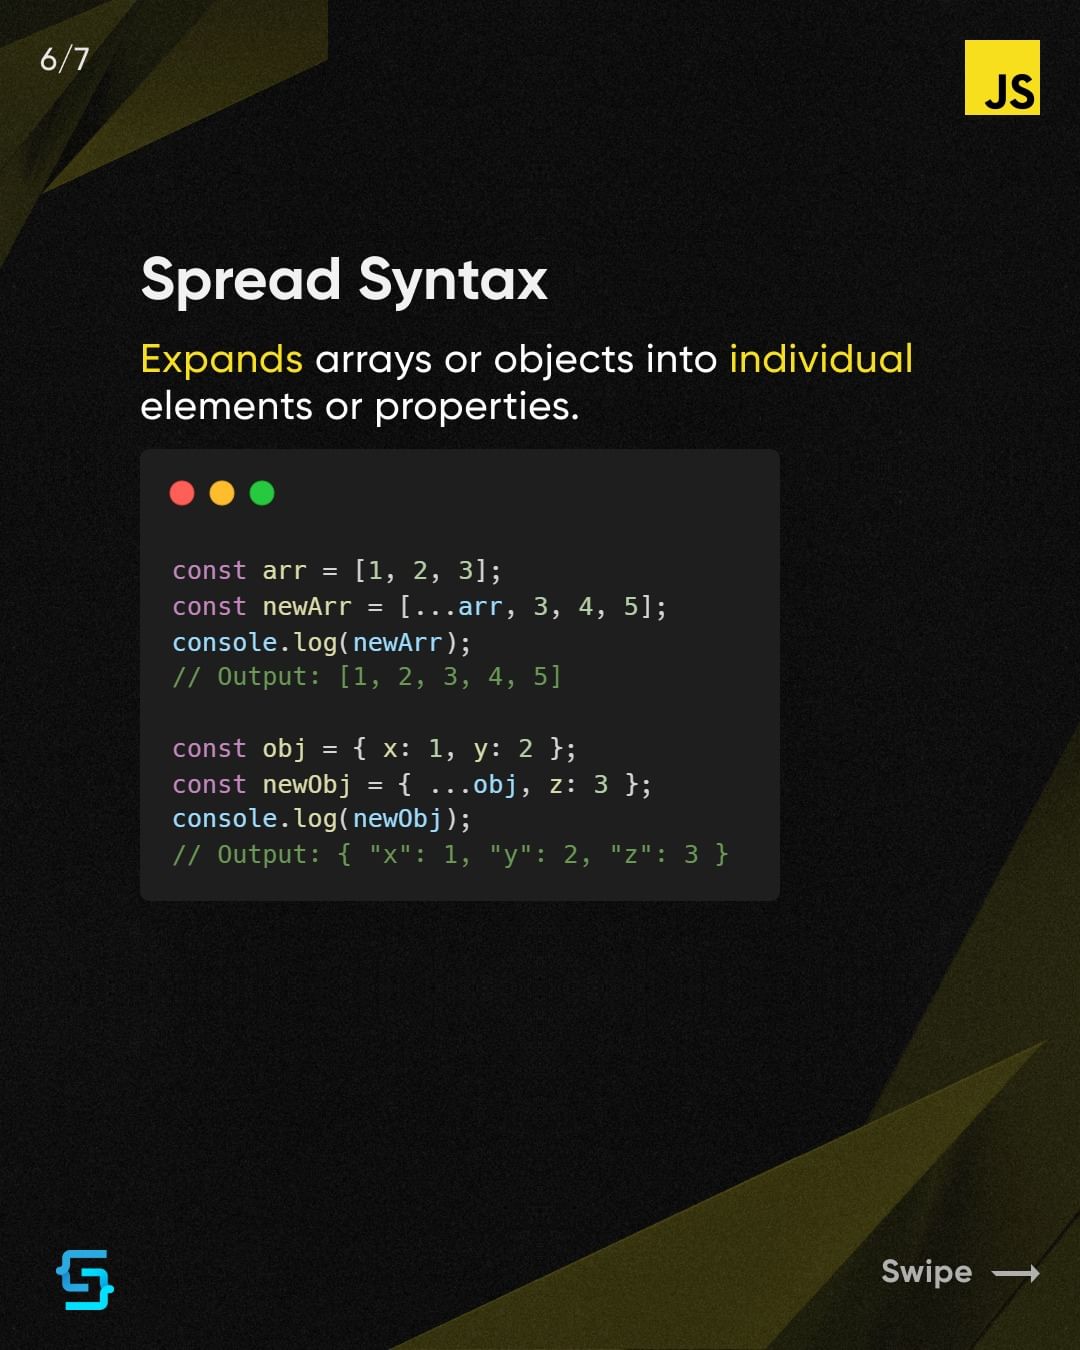 6/7
JS
Spread Syntax
Expands arrays or objects into individual
elements or properties.
const arr = [1, 2, 3];
const newArr = [...arr, 3, 4, 5];
console.log(newArr);
// Output: [1, 2, 3, 4, 5]
const obj = { x: 1, y: 2 };
const newObj = { ...obj, z: 3 };
console.log(newObj);
// Output: { "x": 1, "y": 2, "z": 3 }
Swipe